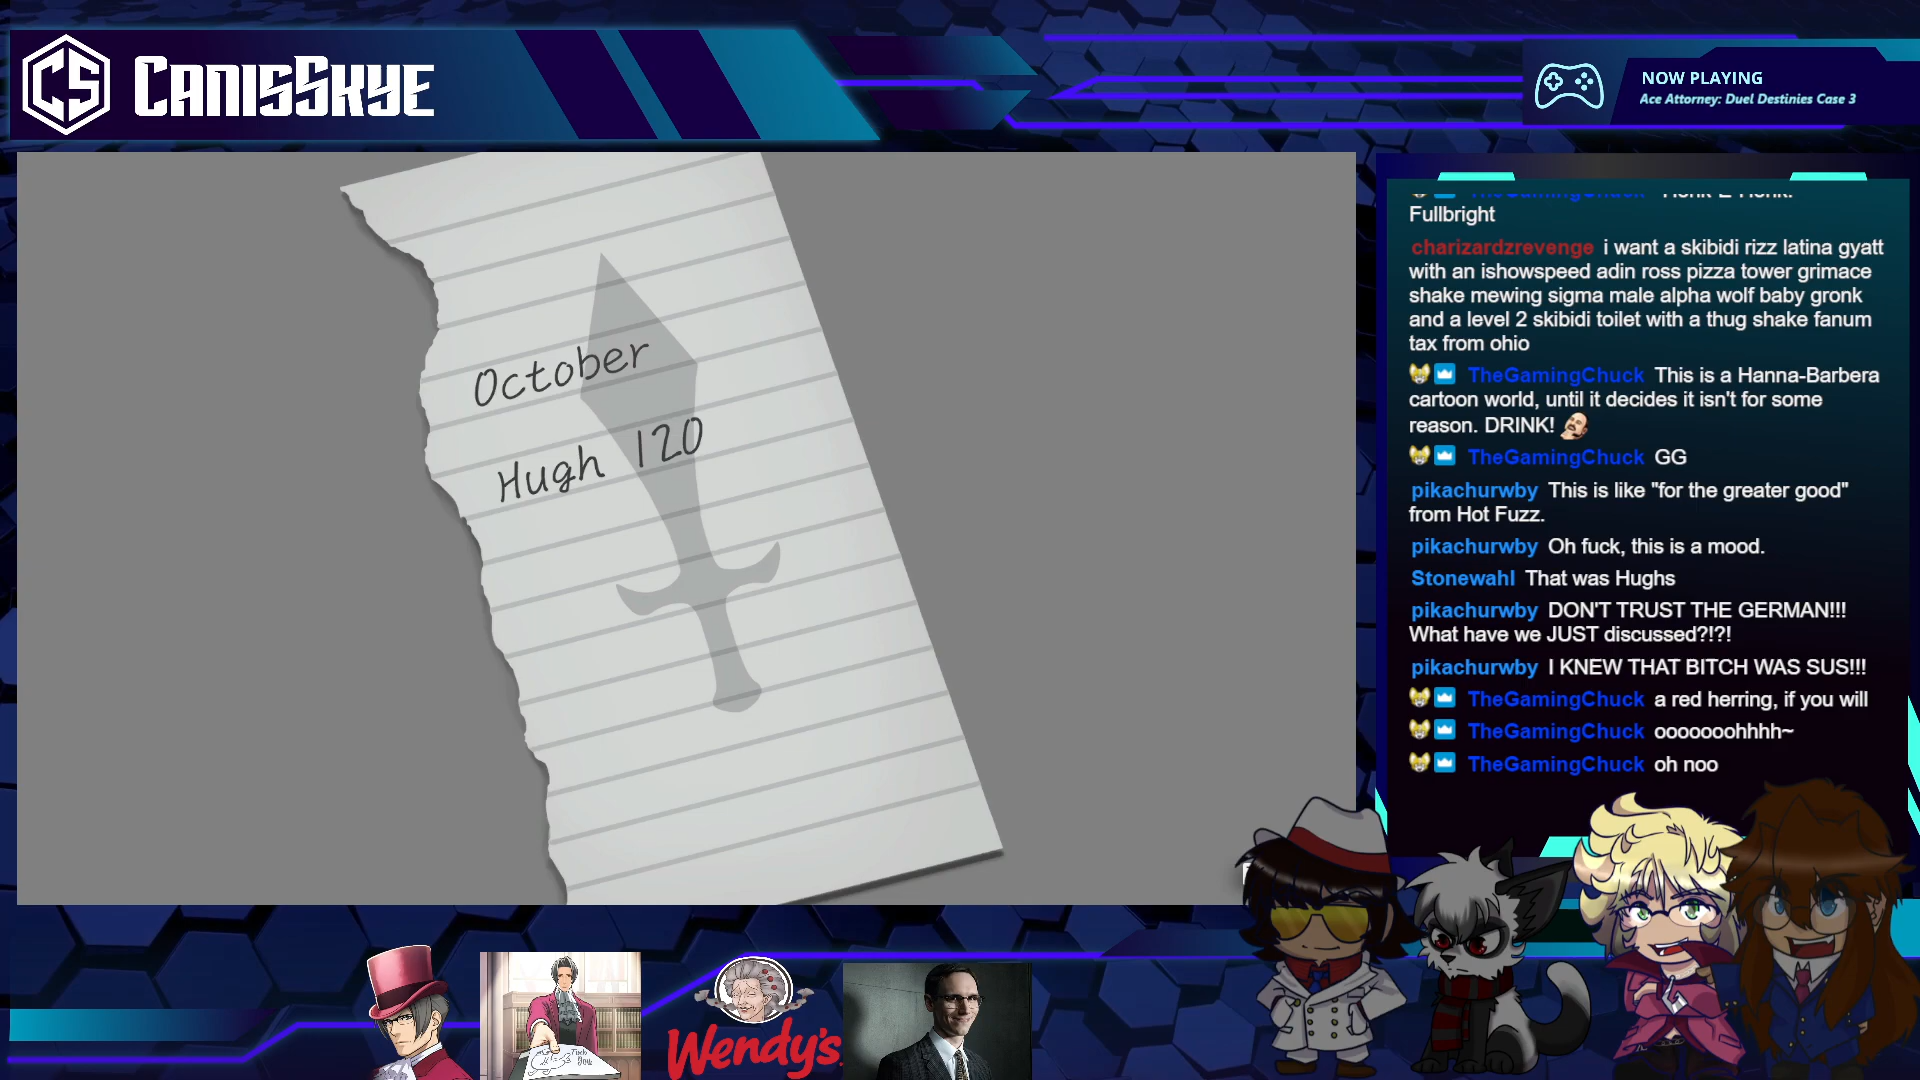 CS CANISSKYE
NOW PLAYING
Ace Attorney: Duel Destinies Case 3
October
Hugh 120
Fullbright
charizardzrevenge i want a skibidi rizz latina gyatt
with an ishowspeed adin ross pizza tower grimace
shake mewing sigma male alpha wolf baby gronk
and a level 2 skibidi toilet with a thug shake fanum
tax from ohio
TheGamingChuck This is a Hanna-Barbera
cartoon world, until it decides it isn't for some
reason. DRINK!
TheGamingChuck GG
pikachurwby This is like "for the greater good"
from Hot Fuzz.
pikachurwby Oh fuck, this is a mood.
Stonewahl That was Hughs
pikachurwby DON'T TRUST THE GERMAN!!!
What have we JUST discussed?!?!
pikachurwby I KNEW THAT BITCH WAS SUS!!!
TheGamingChuck a red herring, if you will
TheGamingChuck ooooooohhhh~
TheGamingChuck oh noo
Fuck
You
Wendy's